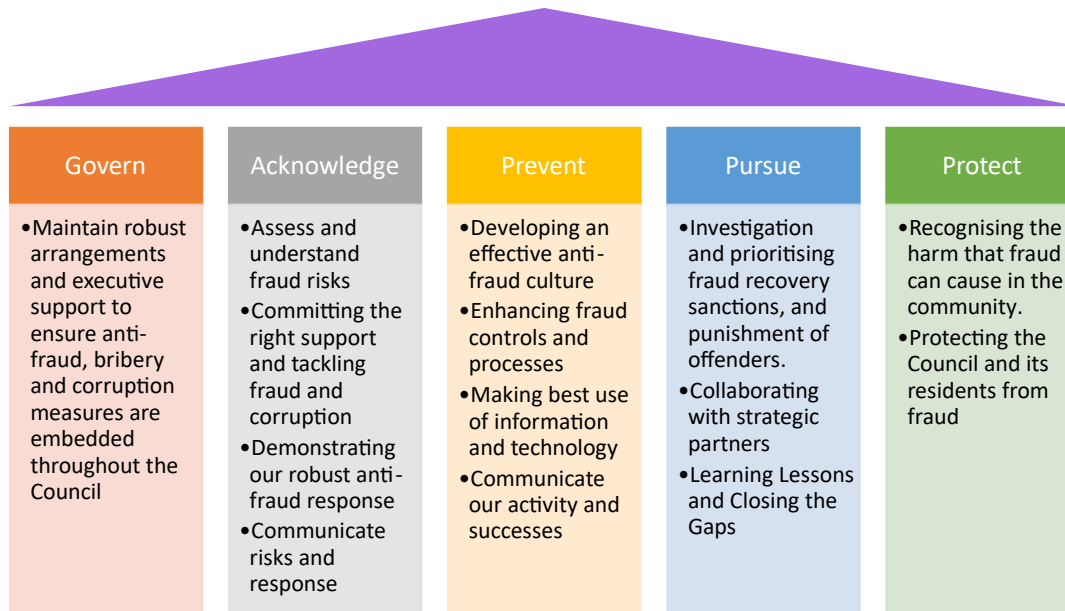 Govern
•Maintain robust
arrangements
and executive
support to
ensure anti-
fraud, bribery
and corruption
measures are
embedded
throughout the
Council
Acknowledge
•Assess and
understand
fraud risks
•Committing the
right support
and tackling
fraud and
corruption
•Demonstrating
our robust anti-
fraud response
•Communicate
risks and
response
Prevent
•Developing an
effective anti-
fraud culture
•Enhancing fraud
controls and
processes
•Making best use
of information
and technology
•Communicate
our activity and
successes
Pursue
•Investigation
and prioritising
fraud recovery
sanctions, and
punishment of
offenders.
•Collaborating
with strategic
partners
•Learning Lessons
and Closing the
Gaps
Protect
•Recognising the
harm that fraud
can cause in the
community.
•Protecting the
Council and its
residents from
fraud